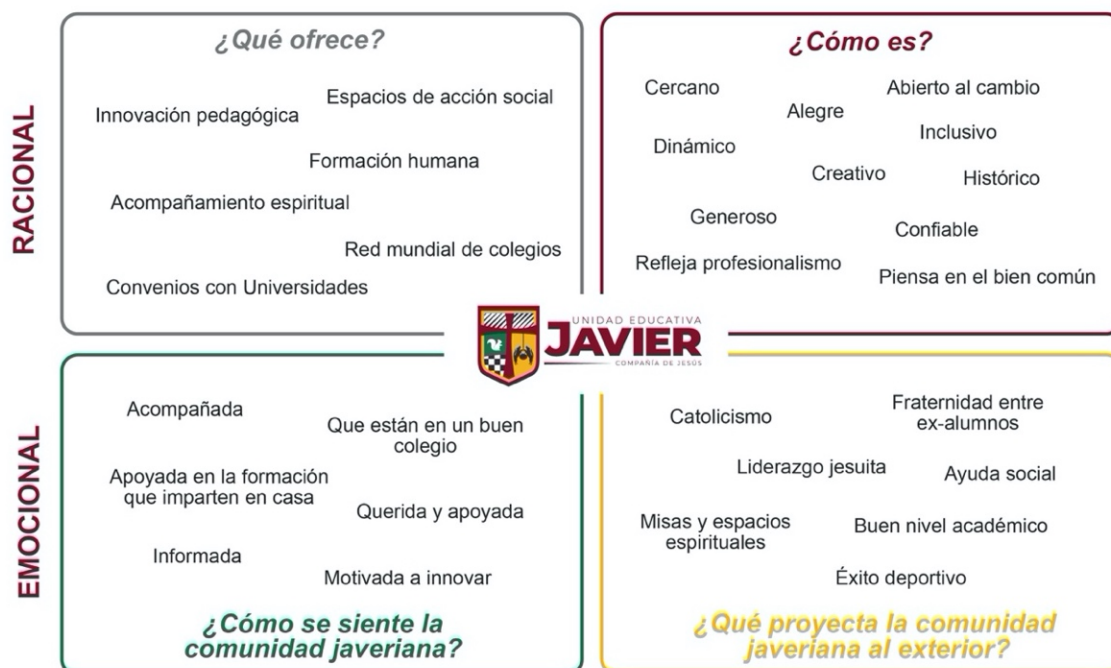 RACIONAL
¿Qué ofrece?
Espacios de acción social
Innovación pedagógica
Formación humana
Acompañamiento espiritual
Red mundial de colegios
Convenios con Universidades
¿Cómo es?
Cercano
Abierto al cambio
Alegre
Inclusivo
Dinámico
Creativo
Histórico
Generoso
Confiable
Refleja profesionalismo
Piensa en el bien común
UNIDAD EDUCATIVA
JAVIER
COMPAÑÍA DE JESÚS
EMOCIONAL
Acompañada
Que están en un buen
colegio
Apoyada en la formación
que imparten en casa
Querida y apoyada
Informada
Motivada a innovar
¿Cómo se siente la
comunidad javeriana?
Catolicismo
Fraternidad entre
ex-alumnos
Liderazgo jesuita
Ayuda social
Misas y espacios
espirituales
Buen nivel académico
Éxito deportivo
¿Qué proyecta la comunidad
javeriana al exterior?